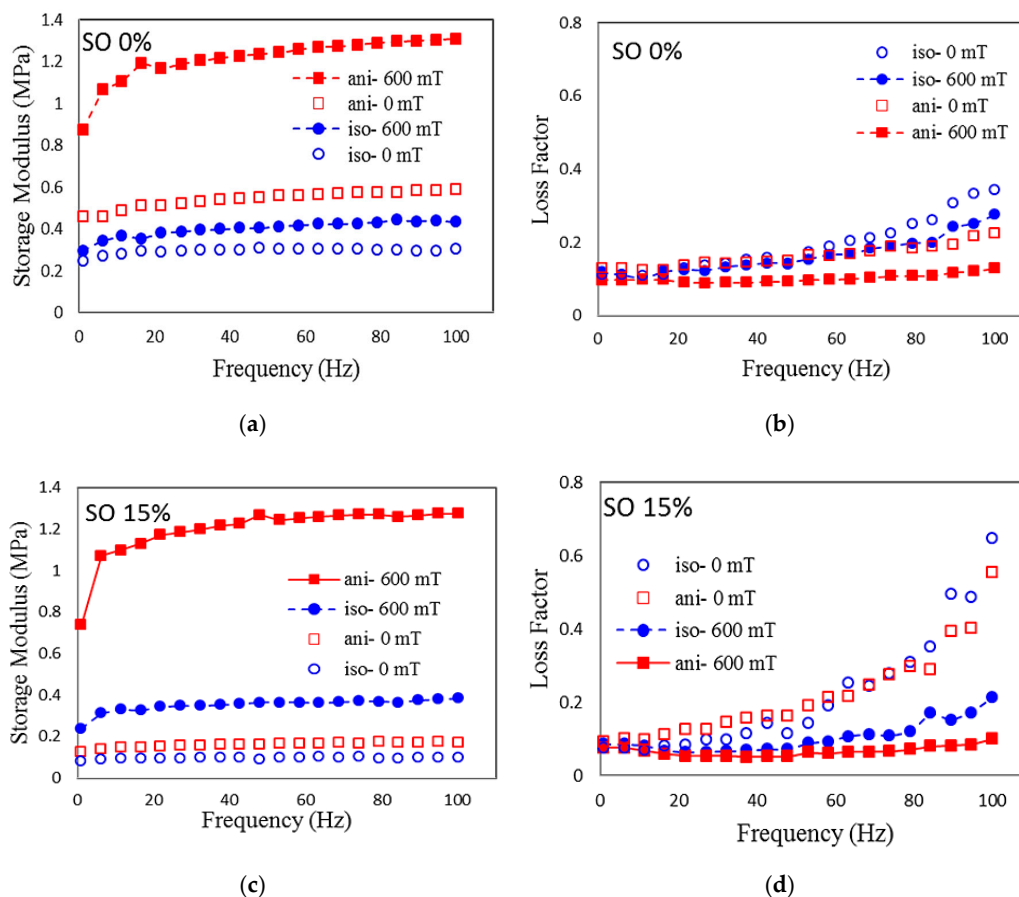 SO 0%
Storage Modulus (MPa)
1.4
1.2
1
0.8
0.6
0.4
0.2
0
ani- 600 mT
ani- 0 mT
iso- 600 mT
iso- 0 mT
0 20 40 60 80 100
Frequency (Hz)
(a)
SO 0%
Loss Factor
0.8
0.6
0.4
0.2
0
iso- 0 mT
iso- 600 mT
ani- 0 mT
ani- 600 mT
0 20 40 60 80 100
Frequency (Hz)
(b)
SO 15%
Storage Modulus (MPa)
1.4
1.2
1
0.8
0.6
0.4
0.2
0
ani- 600 mT
iso- 600 mT
ani- 0 mT
iso- 0 mT
0 20 40 60 80 100
Frequency (Hz)
(c)
SO 15%
Loss Factor
0.8
0.6
0.4
0.2
0
iso- 0 mT
ani- 0 mT
iso- 600 mT
ani- 600 mT
0 20 40 60 80 100
Frequency (Hz)
(d)